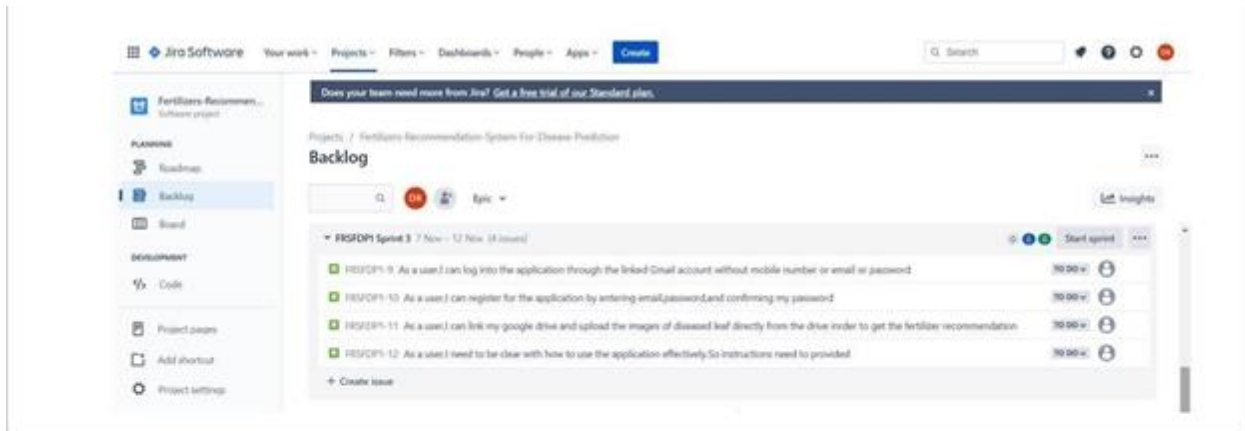 Jira Software Your work Projects Filters Dashboards People Apps Create Search
Does your team need more from Jira? Get a free trial of our Standard plan.
Fertilizers-Recommen...
Software project
PLANNING
Roadmap
Backlog
Board
DEVELOPMENT
Code
Project pages
Add shortcut
Project settings
Projects / Fertilizers-Recommendation-System-For-Disease-Prediction
Backlog
Epic
Insights
FRSFDP1 Sprint 3 7 Nov – 12 Nov (4 issues) Start sprint
FRSFDP1-9 As a user,I can log into the application through the linked Gmail account without mobile number or email or password TO DO
FRSFDP1-10 As a user,I can register for the application by entering email,password,and confirming my password TO DO
FRSFDP1-11 As a user,I can link my google drive and upload the images of diseased leaf directly from the drive inrder to get the fertilizer recommendation TO DO
FRSFDP1-12 As a user,I need to be clear with how to use the application effectively.So instructions need to provided TO DO
+ Create issue